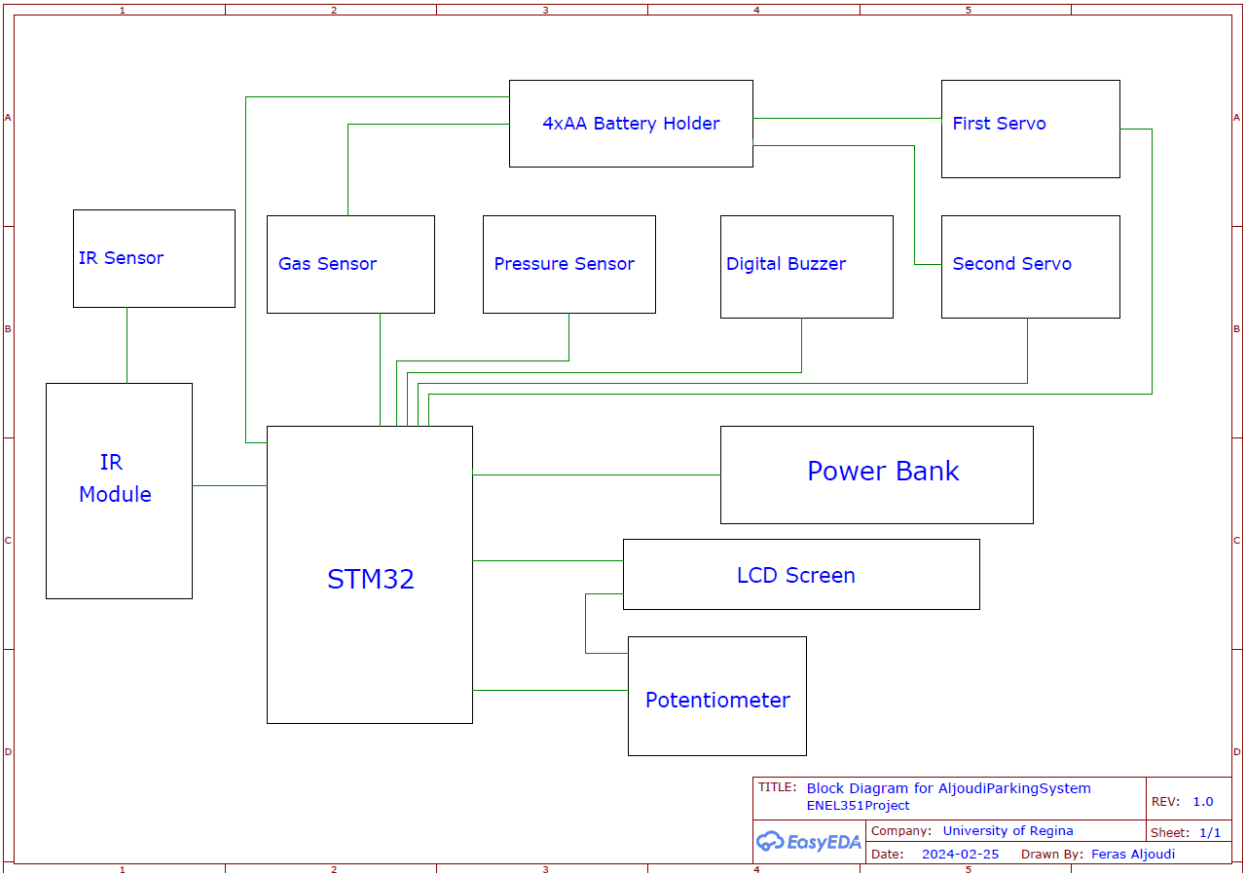 1 2 3 4 5
A A
4xAA Battery Holder
First Servo
IR Sensor
Gas Sensor
Pressure Sensor
Digital Buzzer
Second Servo
B B
IR
Module
STM32
Power Bank
C C
LCD Screen
Potentiometer
D D
TITLE: Block Diagram for AljoudiParkingSystem
ENEL351Project
REV: 1.0
EasyEDA
Company: University of Regina
Sheet: 1/1
Date: 2024-02-25 Drawn By: Feras Aljoudi
1 2 3 4 5